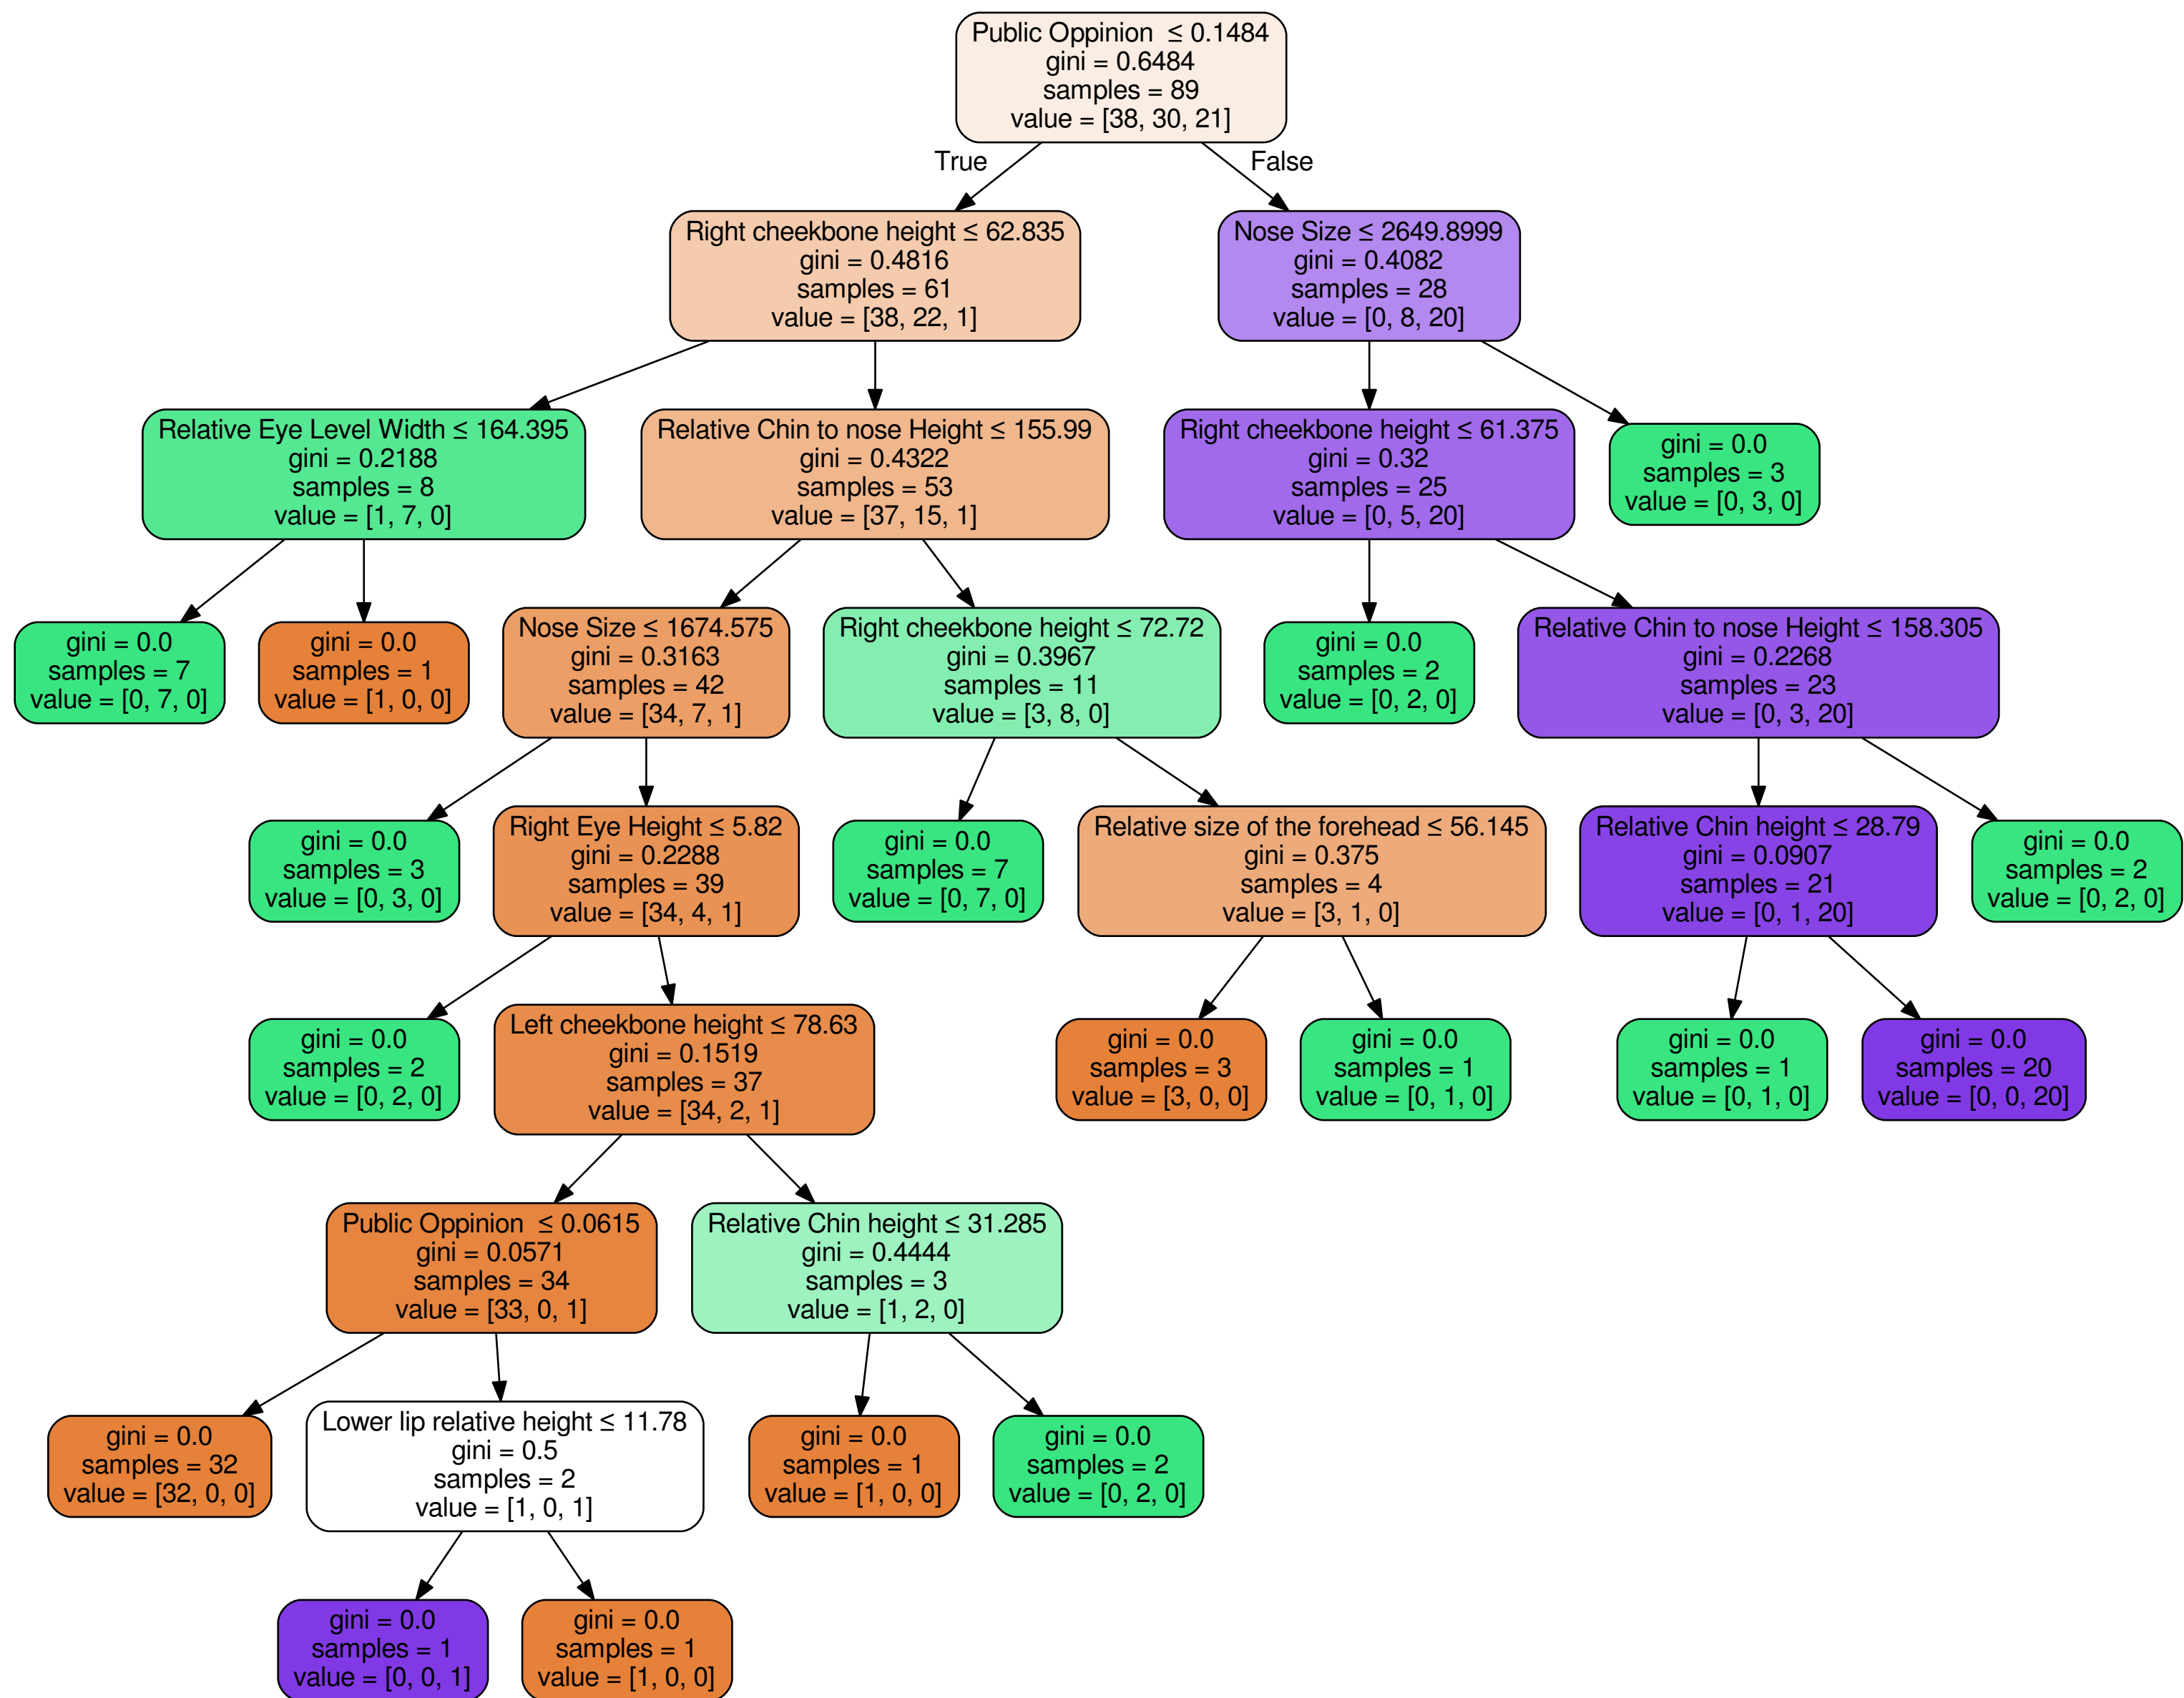 Public Oppinion  ≤ 0.1484
gini = 0.6484
samples = 89
value = [38, 30, 21]
True
False
Right cheekbone height ≤ 62.835
gini = 0.4816
samples = 61
value = [38, 22, 1]
Nose Size ≤ 2649.8999
gini = 0.4082
samples = 28
value = [0, 8, 20]
Relative Eye Level Width ≤ 164.395
gini = 0.2188
samples = 8
value = [1, 7, 0]
Relative Chin to nose Height ≤ 155.99
gini = 0.4322
samples = 53
value = [37, 15, 1]
Right cheekbone height ≤ 61.375
gini = 0.32
samples = 25
value = [0, 5, 20]
gini = 0.0
samples = 3
value = [0, 3, 0]
gini = 0.0
samples = 7
value = [0, 7, 0]
gini = 0.0
samples = 1
value = [1, 0, 0]
Nose Size ≤ 1674.575
gini = 0.3163
samples = 42
value = [34, 7, 1]
Right cheekbone height ≤ 72.72
gini = 0.3967
samples = 11
value = [3, 8, 0]
gini = 0.0
samples = 2
value = [0, 2, 0]
Relative Chin to nose Height ≤ 158.305
gini = 0.2268
samples = 23
value = [0, 3, 20]
gini = 0.0
samples = 3
value = [0, 3, 0]
Right Eye Height ≤ 5.82
gini = 0.2288
samples = 39
value = [34, 4, 1]
gini = 0.0
samples = 7
value = [0, 7, 0]
Relative size of the forehead ≤ 56.145
gini = 0.375
samples = 4
value = [3, 1, 0]
Relative Chin height ≤ 28.79
gini = 0.0907
samples = 21
value = [0, 1, 20]
gini = 0.0
samples = 2
value = [0, 2, 0]
gini = 0.0
samples = 2
value = [0, 2, 0]
Left cheekbone height ≤ 78.63
gini = 0.1519
samples = 37
value = [34, 2, 1]
gini = 0.0
samples = 3
value = [3, 0, 0]
gini = 0.0
samples = 1
value = [0, 1, 0]
gini = 0.0
samples = 1
value = [0, 1, 0]
gini = 0.0
samples = 20
value = [0, 0, 20]
Public Oppinion  ≤ 0.0615
gini = 0.0571
samples = 34
value = [33, 0, 1]
Relative Chin height ≤ 31.285
gini = 0.4444
samples = 3
value = [1, 2, 0]
gini = 0.0
samples = 32
value = [32, 0, 0]
Lower lip relative height ≤ 11.78
gini = 0.5
samples = 2
value = [1, 0, 1]
gini = 0.0
samples = 1
value = [1, 0, 0]
gini = 0.0
samples = 2
value = [0, 2, 0]
gini = 0.0
samples = 1
value = [0, 0, 1]
gini = 0.0
samples = 1
value = [1, 0, 0]